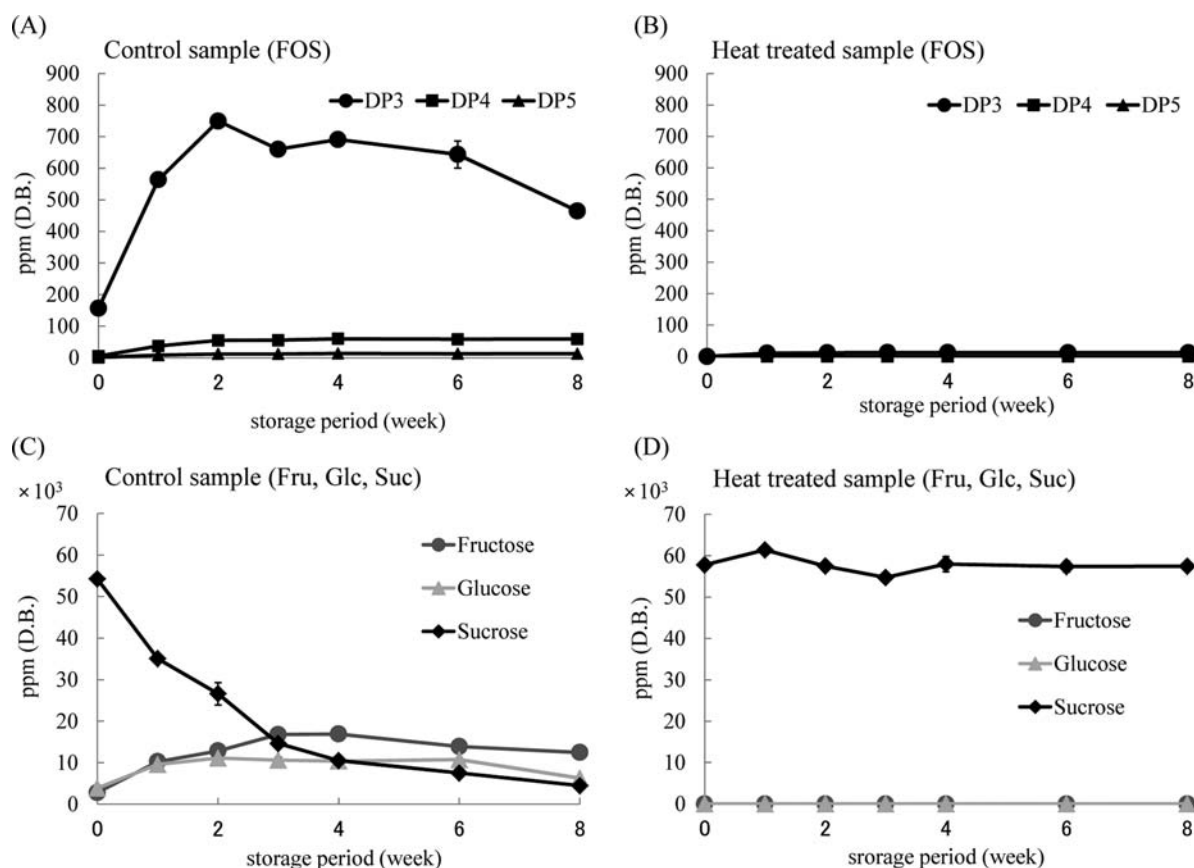 (A)
Control sample (FOS)
900
800
700
600
500
400
300
200
100
0
ppm (D.B.)
DP3 DP4 DP5
0 2 4 6 8
storage period (week)
(B)
Heat treated sample (FOS)
900
800
700
600
500
400
300
200
100
0
ppm (D.B.)
DP3 DP4 DP5
0 2 4 6 8
storage period (week)
(C)
Control sample (Fru, Glc, Suc)
×10³
70
60
50
40
30
20
10
0
ppm (D.B.)
Fructose
Glucose
Sucrose
0 2 4 6 8
storage period (week)
(D)
Heat treated sample (Fru, Glc, Suc)
×10³
70
60
50
40
30
20
10
0
ppm (D.B.)
Fructose
Glucose
Sucrose
0 2 4 6 8
srorage period (week)